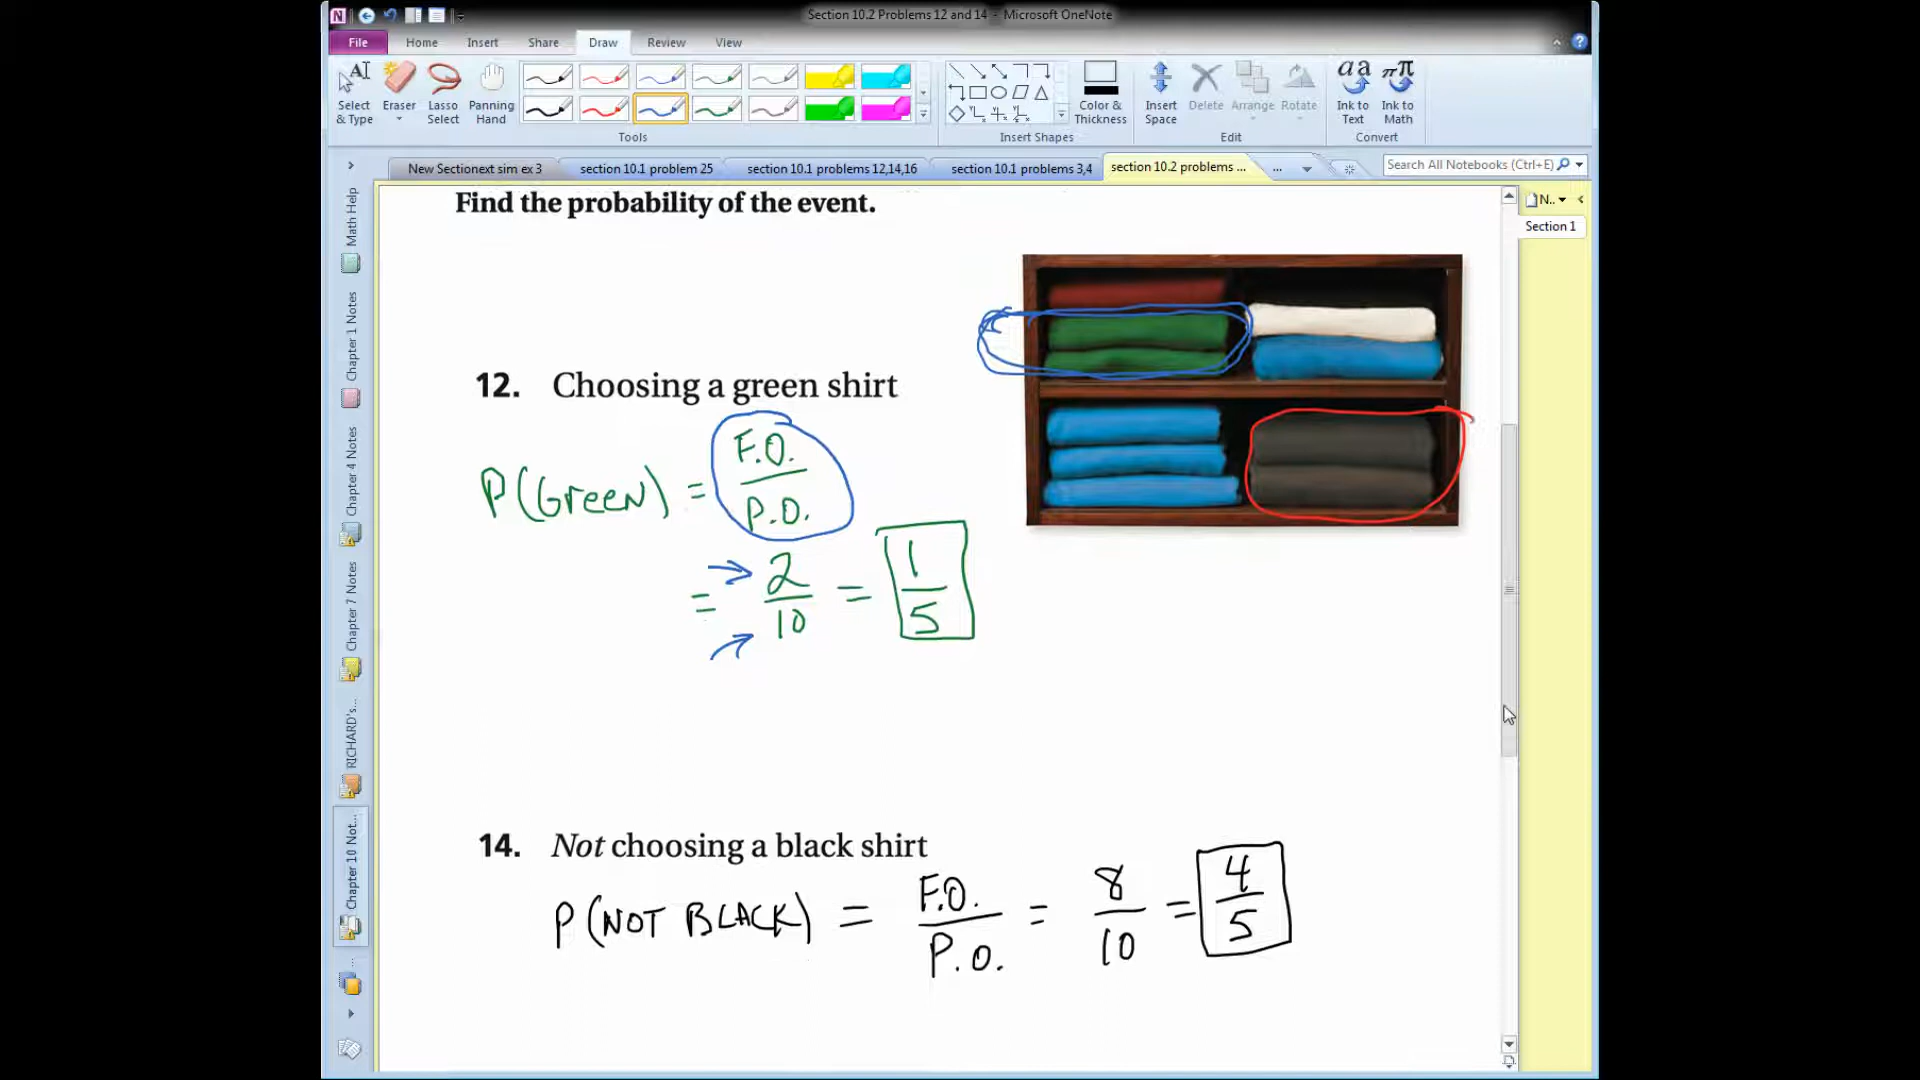 Section 10.2 Problems 12 and 14 - Microsoft OneNote
File Home Insert Share Draw Review View
Select & Type
Eraser
Lasso Select
Panning Hand
Color & Thickness
Insert Space
Delete
Arrange
Rotate
aa
Ink to Text
π
Ink to Math
Tools
Insert Shapes
Edit
Convert
New Sectionext sim ex 3
section 10.1 problem 25
section 10.1 problems 12,14,16
section 10.1 problems 3,4
section 10.2 problems ...
...
Search All Notebooks (Ctrl+E)
N..
Section 1
Math Help
Chapter 1 Notes
Chapter 4 Notes
Chapter 7 Notes
RICHARD's...
Chapter 10 Not...
Find the probability of the event.
12. Choosing a green shirt
P(Green) = F.O. / P.O.
= 2/10 = 1/5
14. Not choosing a black shirt
P(NOT BLACK) = F.O. / P.O. = 8/10 = 4/5